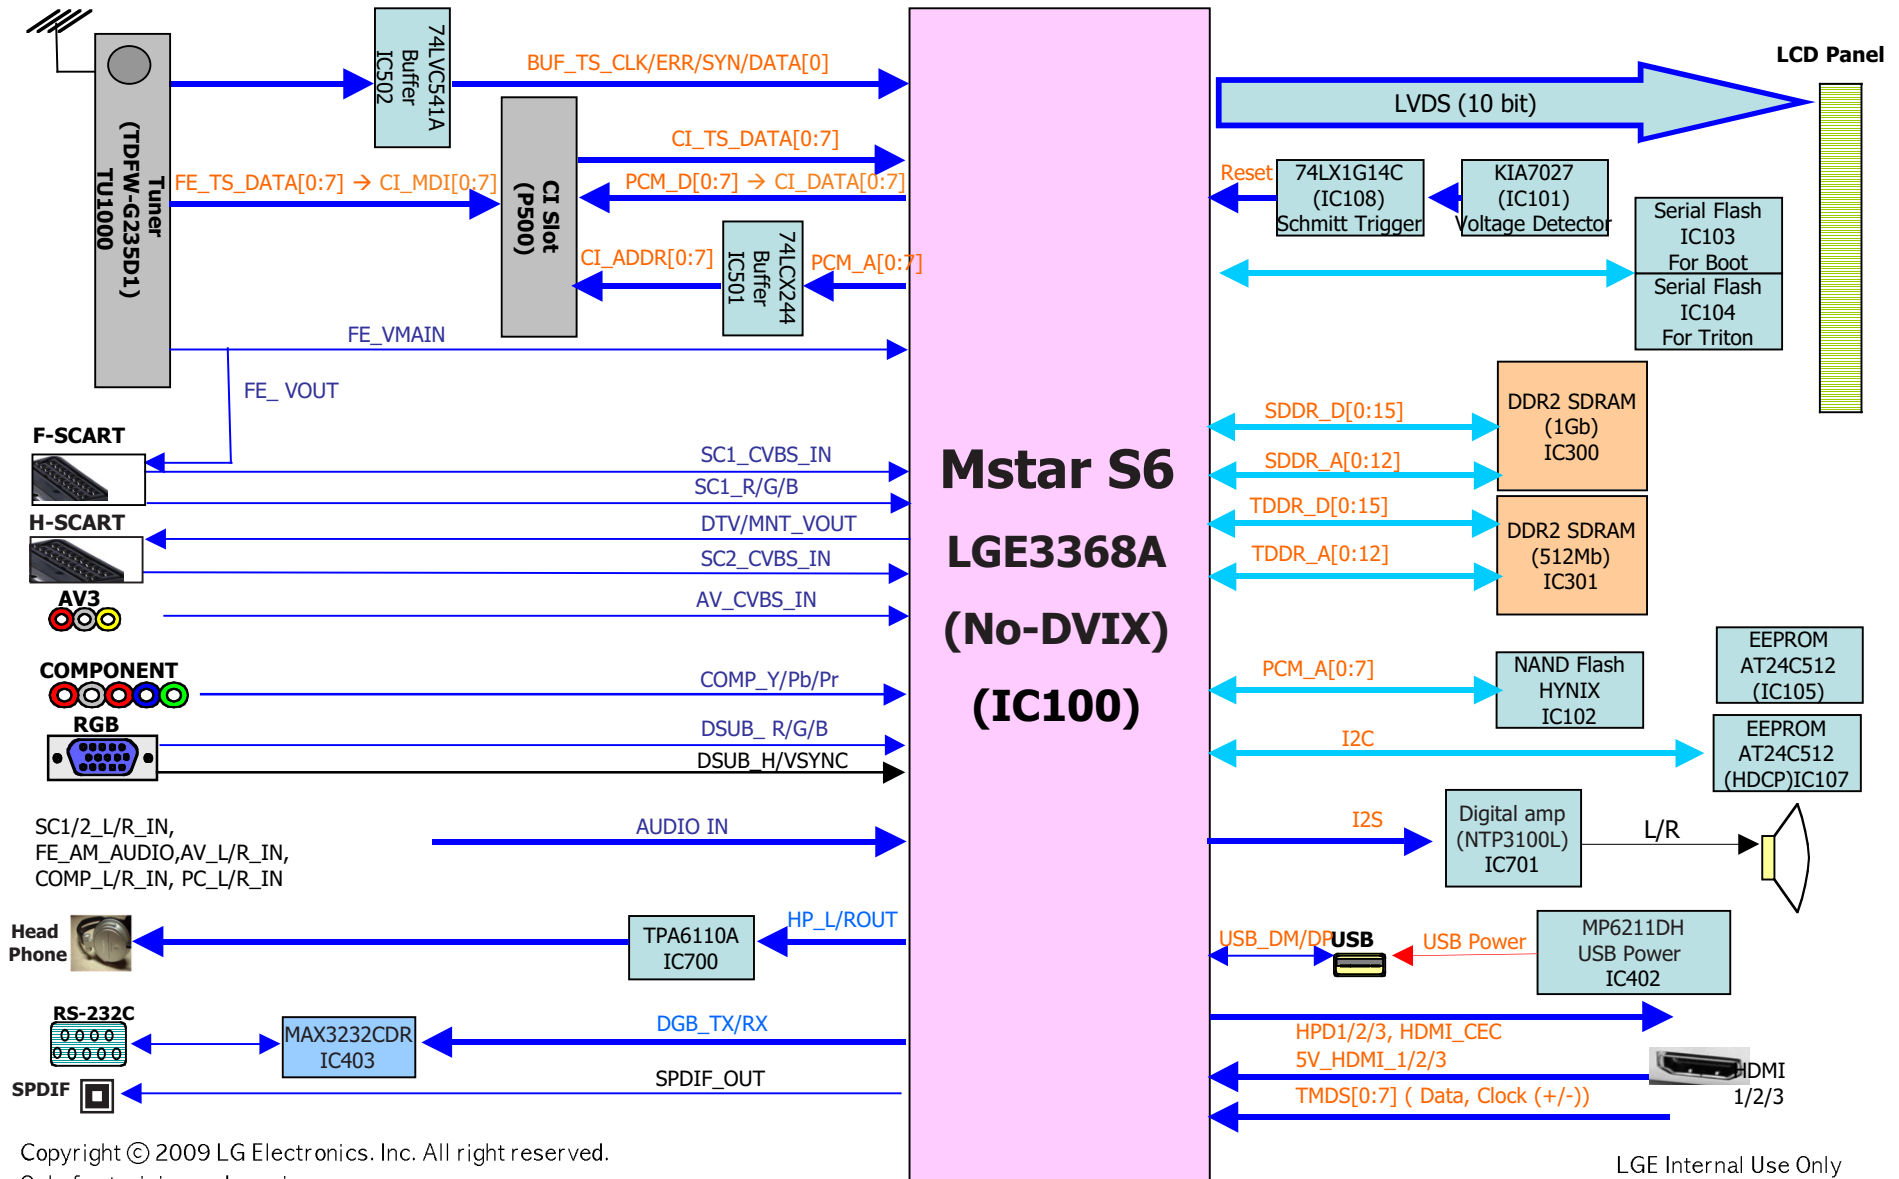 74LVC541A
Buffer
IC502
BUF_TS_CLK/ERR/SYN/DATA[0]
LCD Panel
LVDS (10 bit)
Tuner
(TDFW-G235D1)
TU1000
CI_TS_DATA[0:7]
FE_TS_DATA[0:7] → CI_MDI[0:7]
CI Slot
(P500)
PCM_D[0:7] → CI_DATA[0:7]
Reset
74LX1G14C
(IC108)
Schmitt Trigger
KIA7027
(IC101)
Voltage Detector
Serial Flash
IC103
For Boot
Serial Flash
IC104
For Triton
CI_ADDR[0:7]
74LCX244
Buffer
IC501
PCM_A[0:7]
FE_VMAIN
FE_ VOUT
F-SCART
SC1_CVBS_IN
SC1_R/G/B
H-SCART
DTV/MNT_VOUT
SC2_CVBS_IN
AV3
AV_CVBS_IN
COMPONENT
COMP_Y/Pb/Pr
RGB
DSUB_ R/G/B
DSUB_H/VSYNC
Mstar S6
LGE3368A
(No-DVIX)
(IC100)
SDDR_D[0:15]
SDDR_A[0:12]
DDR2 SDRAM
(1Gb)
IC300
TDDR_D[0:15]
TDDR_A[0:12]
DDR2 SDRAM
(512Mb)
IC301
PCM_A[0:7]
NAND Flash
HYNIX
IC102
EEPROM
AT24C512
(IC105)
I2C
EEPROM
AT24C512
(HDCP)IC107
SC1/2_L/R_IN,
FE_AM_AUDIO,AV_L/R_IN,
COMP_L/R_IN, PC_L/R_IN
AUDIO IN
I2S
Digital amp
(NTP3100L)
IC701
L/R
Head
Phone
TPA6110A
IC700
HP_L/ROUT
USB_DM/DP
USB
USB Power
MP6211DH
USB Power
IC402
RS-232C
MAX3232CDR
IC403
DGB_TX/RX
HPD1/2/3, HDMI_CEC
5V_HDMI_1/2/3
HDMI
1/2/3
SPDIF
SPDIF_OUT
TMDS[0:7] ( Data, Clock (+/-))
Copyright ⓒ 2009 LG Electronics. Inc. All right reserved.
LGE Internal Use Only